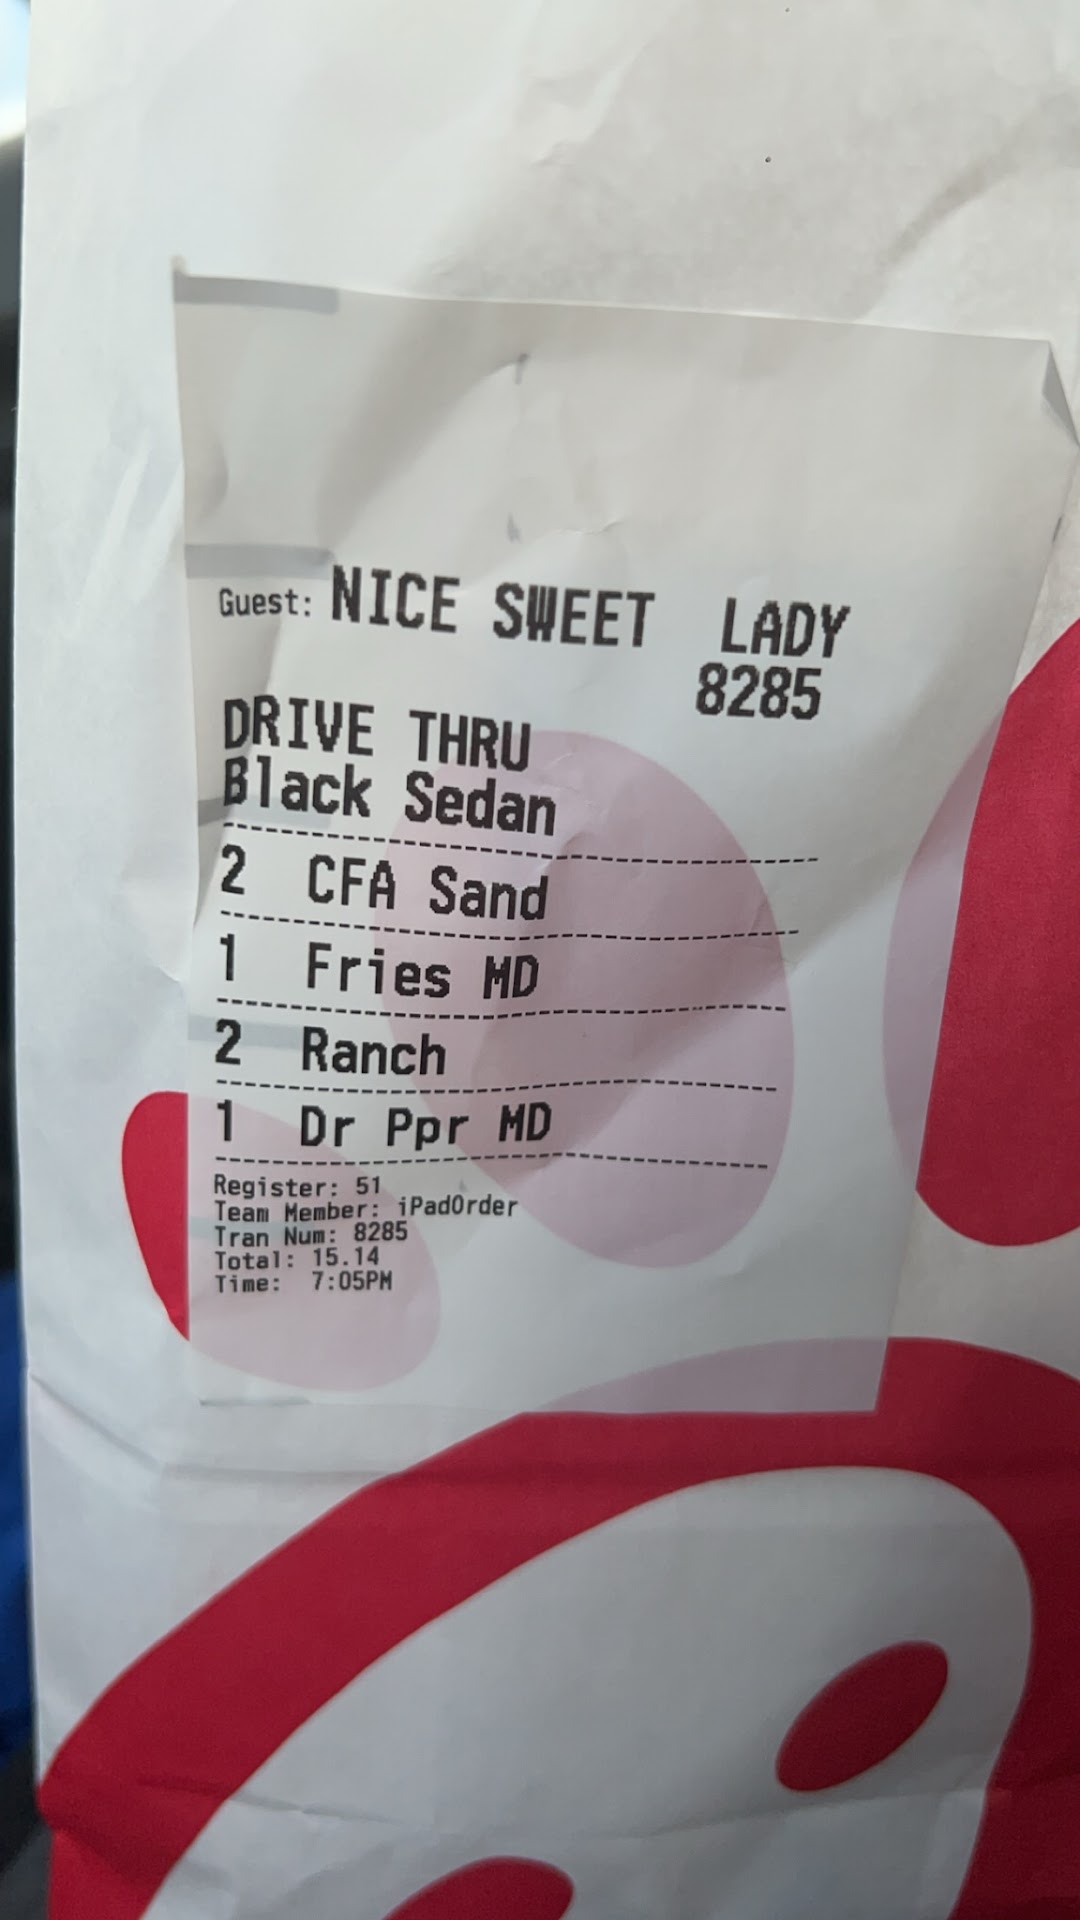 Guest: NICE SWEET LADY
8285
DRIVE THRU
Black Sedan
2 CFA Sand
1 Fries MD
2 Ranch
1 Dr Ppr MD
Register: 51
Team Member: iPadOrder
Tran Num: 8285
Total: 15.14
Time: 7:05PM